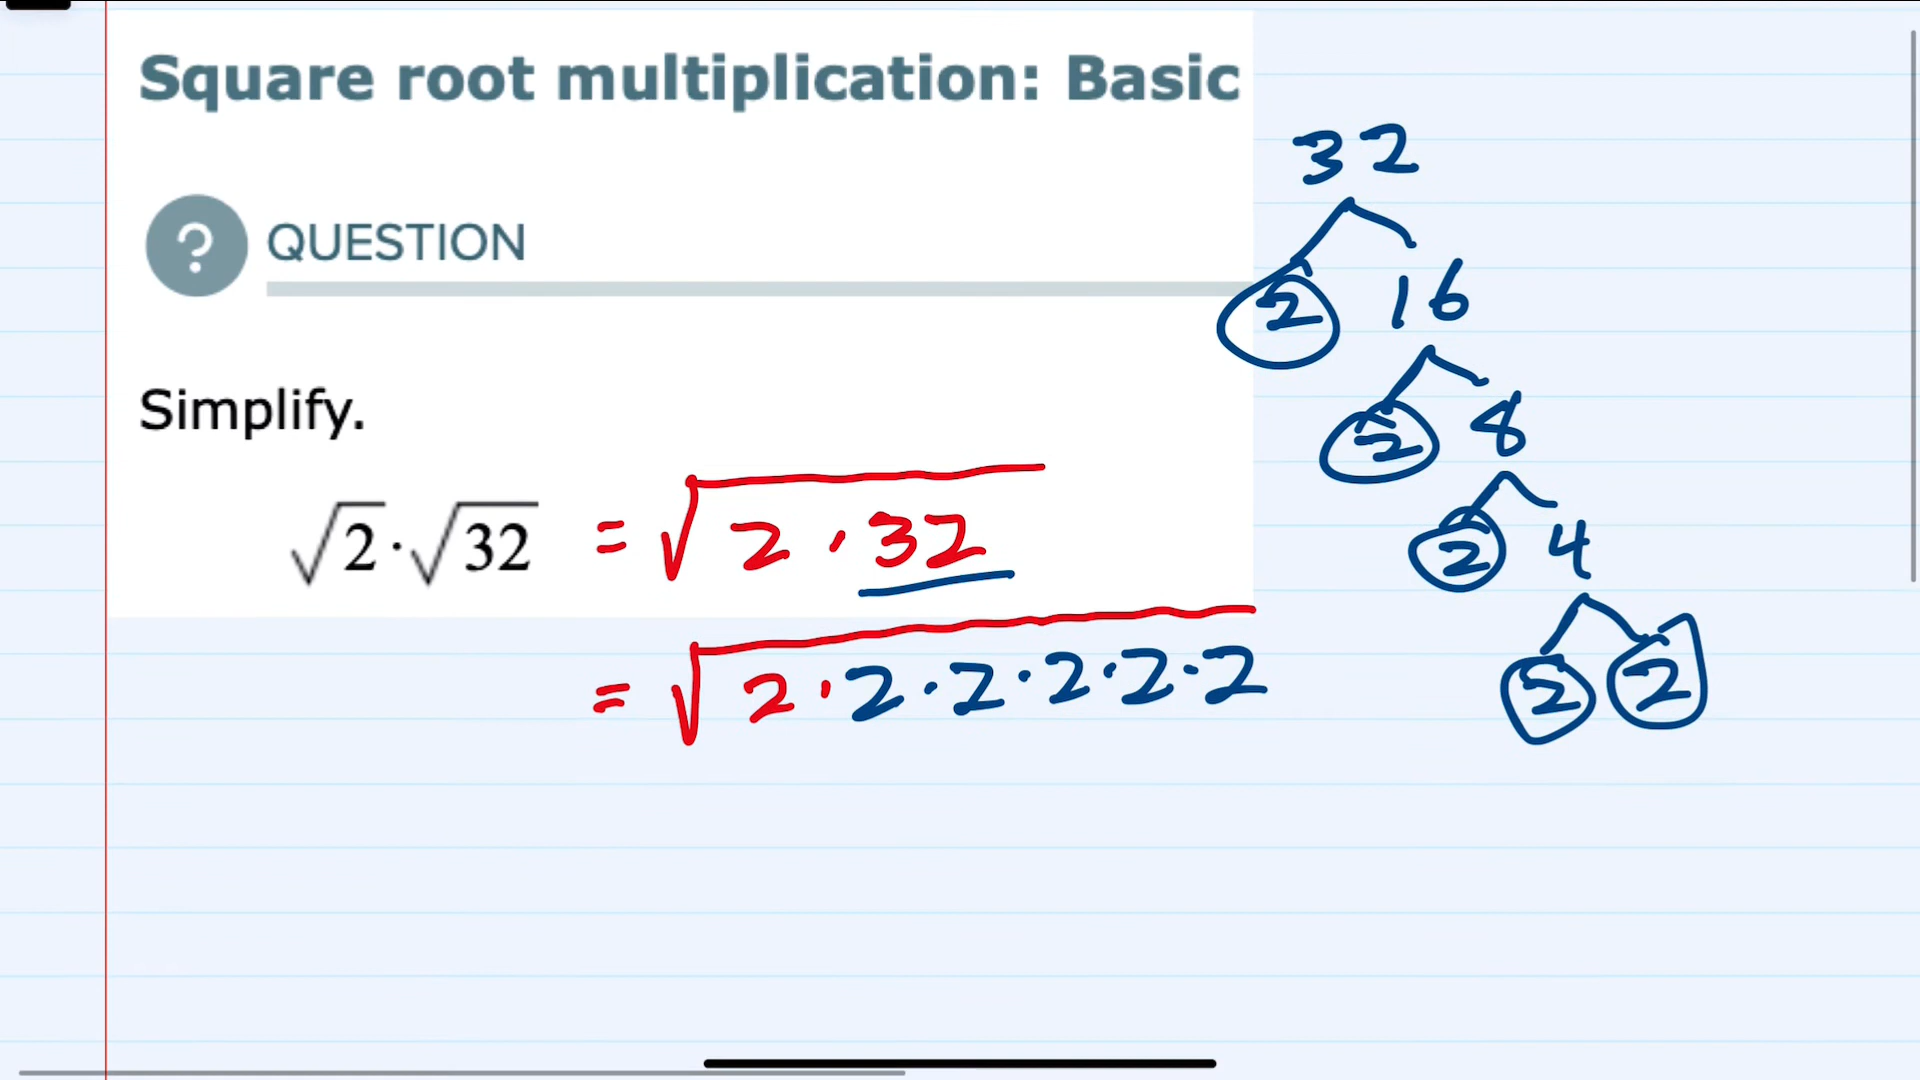 Square root multiplication: Basic
? QUESTION
Simplify.
√2 · √32 = √2 · 32
= √2 · 2 · 2 · 2 · 2 · 2
32
2 16
2 8
2 4
2 2